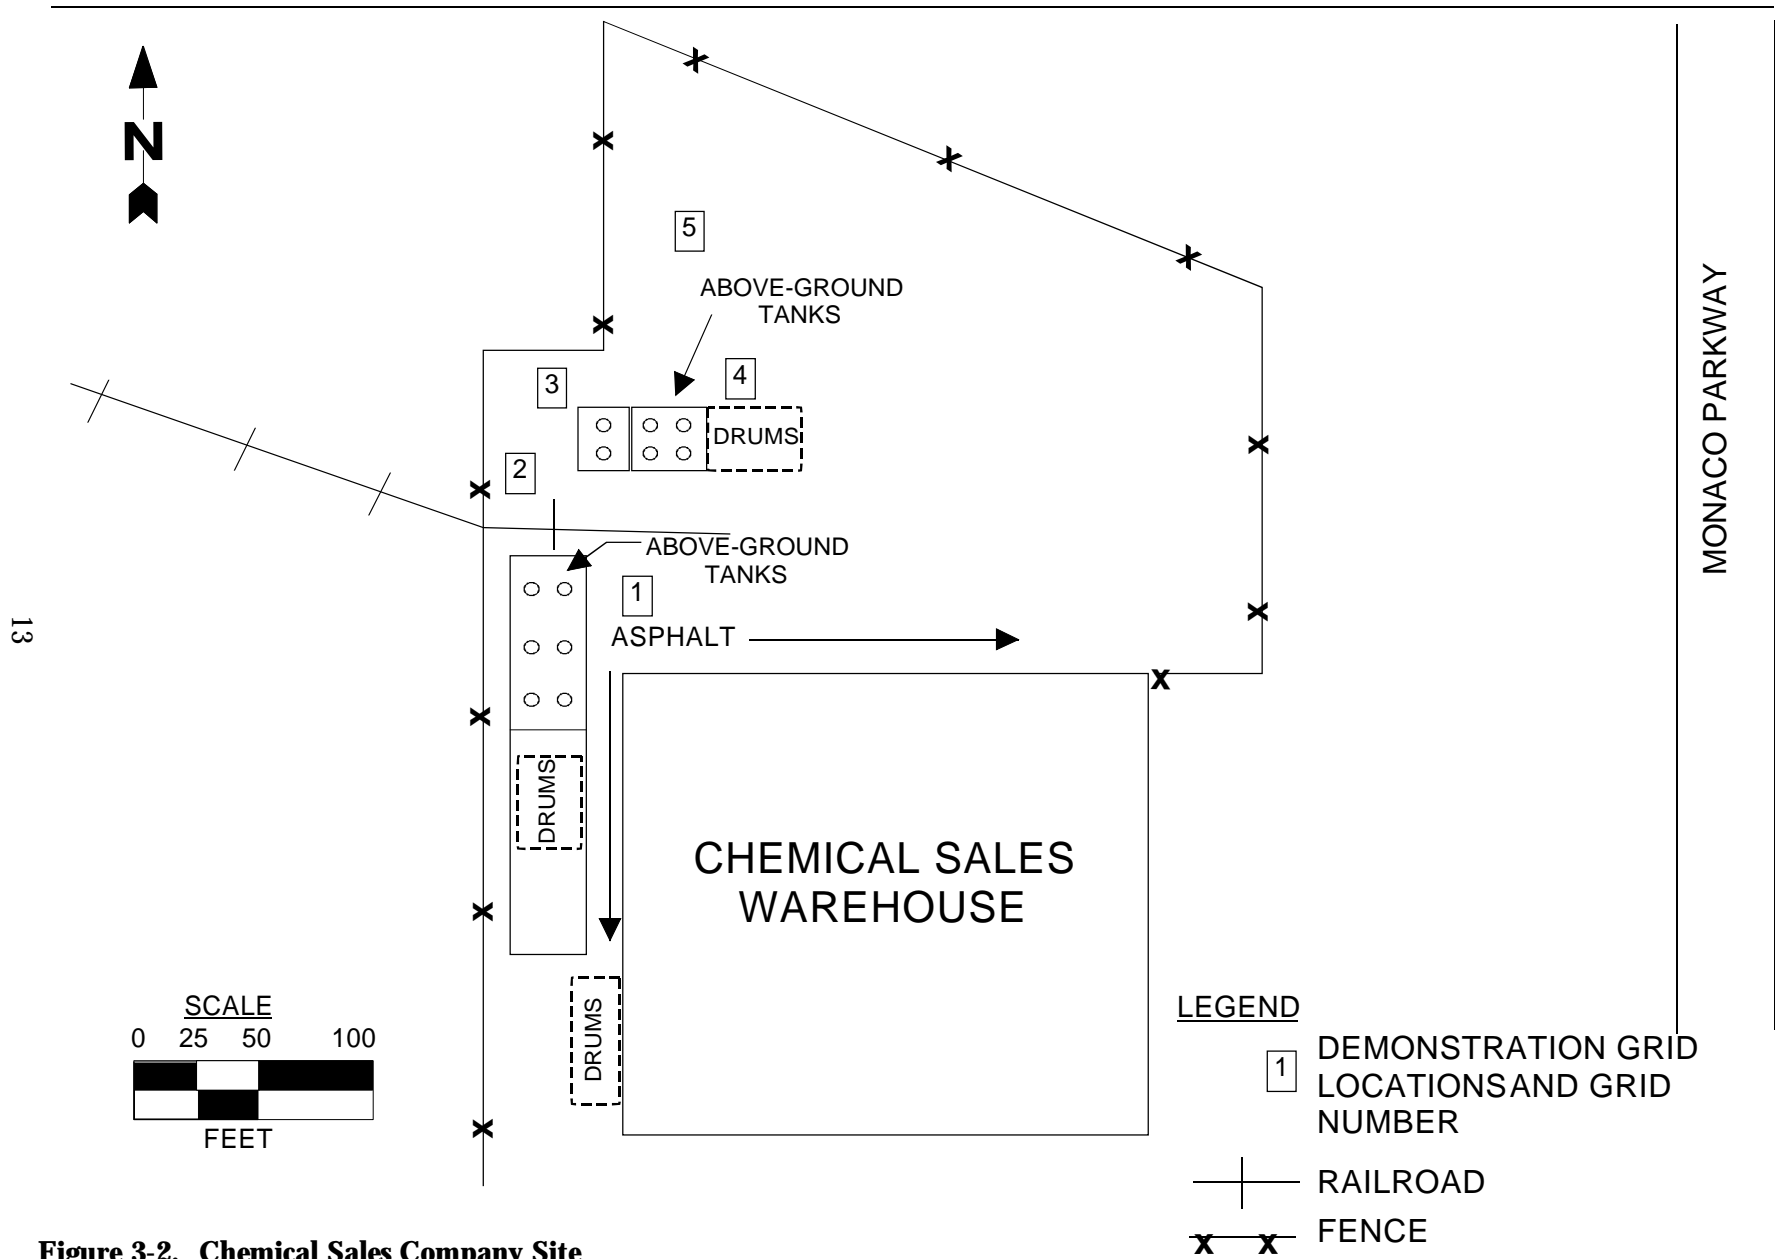 N
5
ABOVE-GROUND
TANKS
3
4
DRUMS
2
ABOVE-GROUND
TANKS
1
ASPHALT
MONACO PARKWAY
13
DRUMS
CHEMICAL SALES
WAREHOUSE
DRUMS
SCALE
0 25 50 100
FEET
LEGEND
1 DEMONSTRATION GRID
LOCATIONS AND GRID
NUMBER
RAILROAD
X X FENCE
Figure 3-2. Chemical Sales Company Site